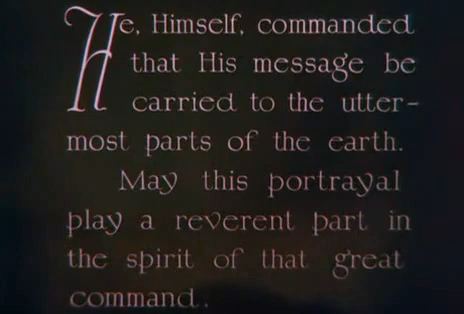 He, Himself, commanded
that His message be
carried to the utter-
most parts of the earth.
May this portrayal
play a reverent part in
the spirit of that great
command.